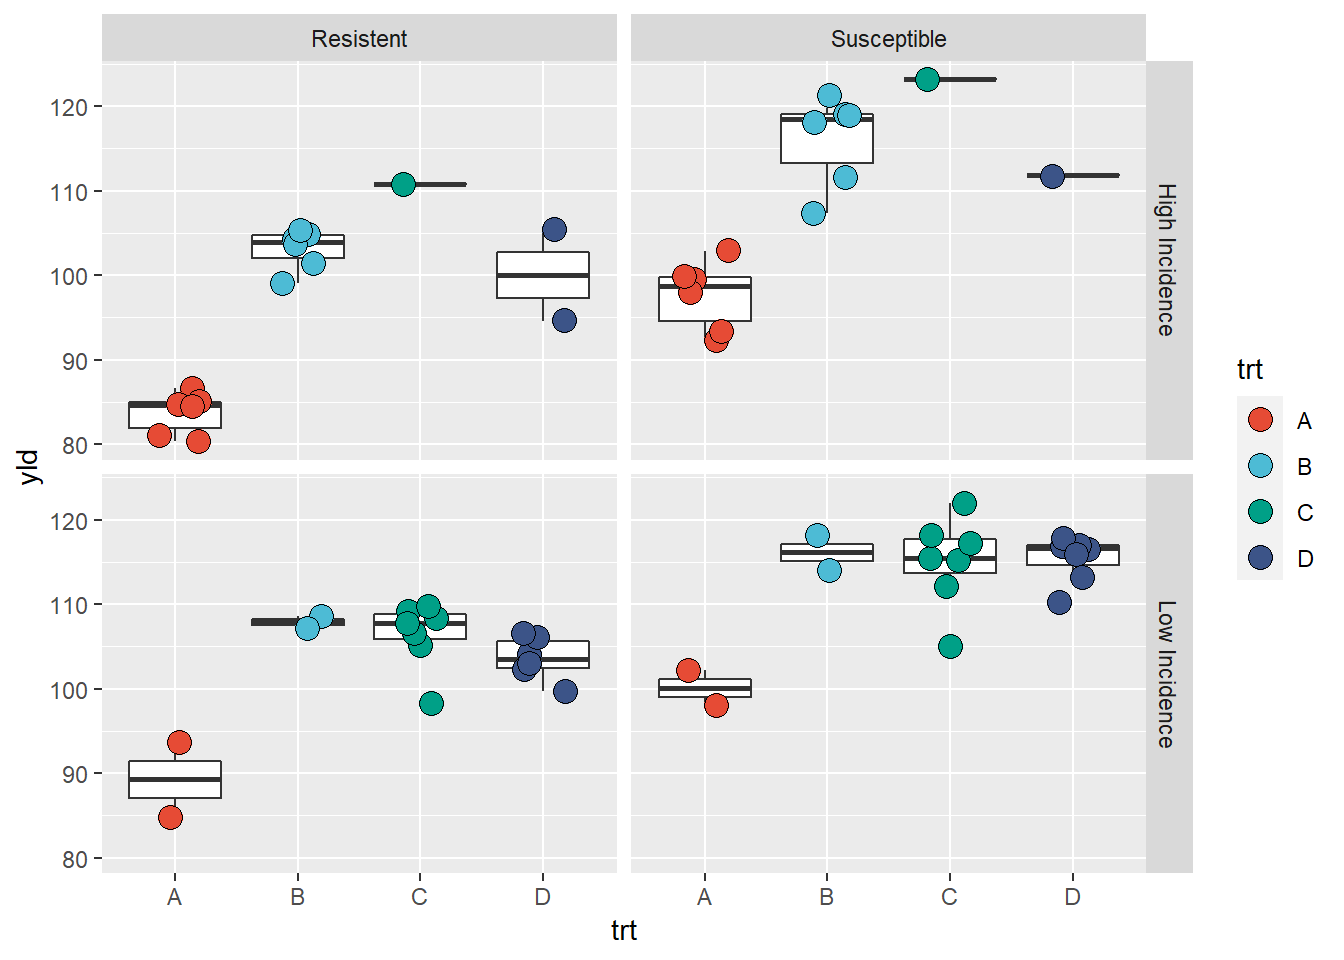 Resistent Susceptible
120
110
100
90
80
High Incidence
yld
120
110
100
90
80
Low Incidence
A B C D A B C D
trt
trt
A
B
C
D